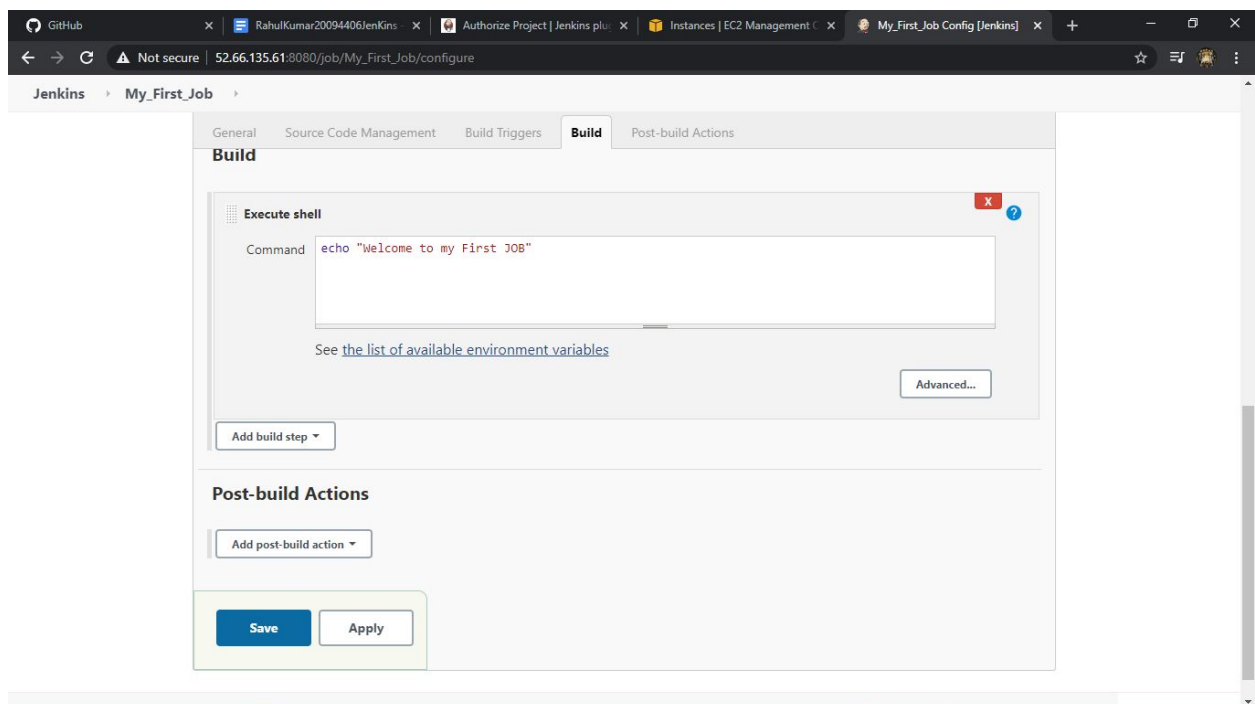 GitHub
RahulKumar20094406JenKins -
Authorize Project | Jenkins plug
Instances | EC2 Management C
My_First_Job Config [Jenkins]
Not secure | 52.66.135.61:8080/job/My_First_Job/configure
Jenkins My_First_Job
General Source Code Management Build Triggers Build Post-build Actions
Build
Execute shell
X
?
Command echo "Welcome to my First JOB"
See the list of available environment variables
Advanced...
Add build step
Post-build Actions
Add post-build action
Save Apply